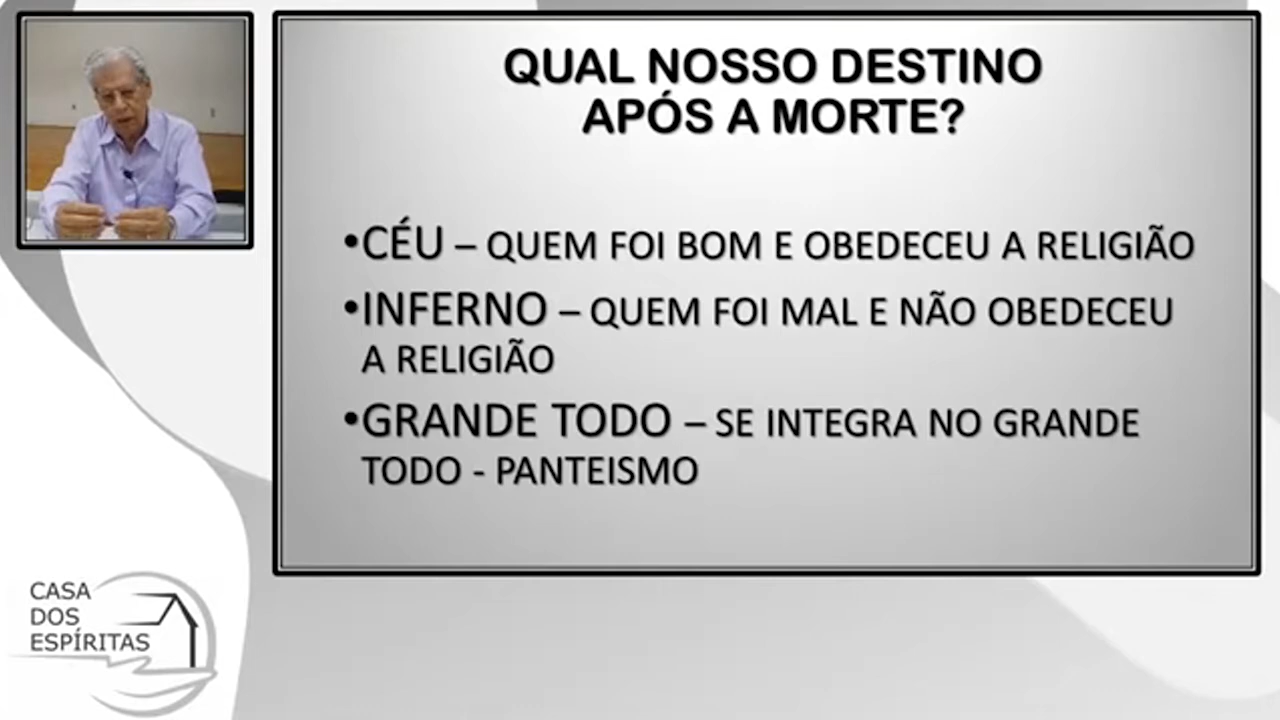 QUAL NOSSO DESTINO
APÓS A MORTE?
•CÉU – QUEM FOI BOM E OBEDECEU A RELIGIÃO
•INFERNO – QUEM FOI MAL E NÃO OBEDECEU
A RELIGIÃO
•GRANDE TODO – SE INTEGRA NO GRANDE
TODO - PANTEISMO
CASA
DOS
ESPÍRITAS